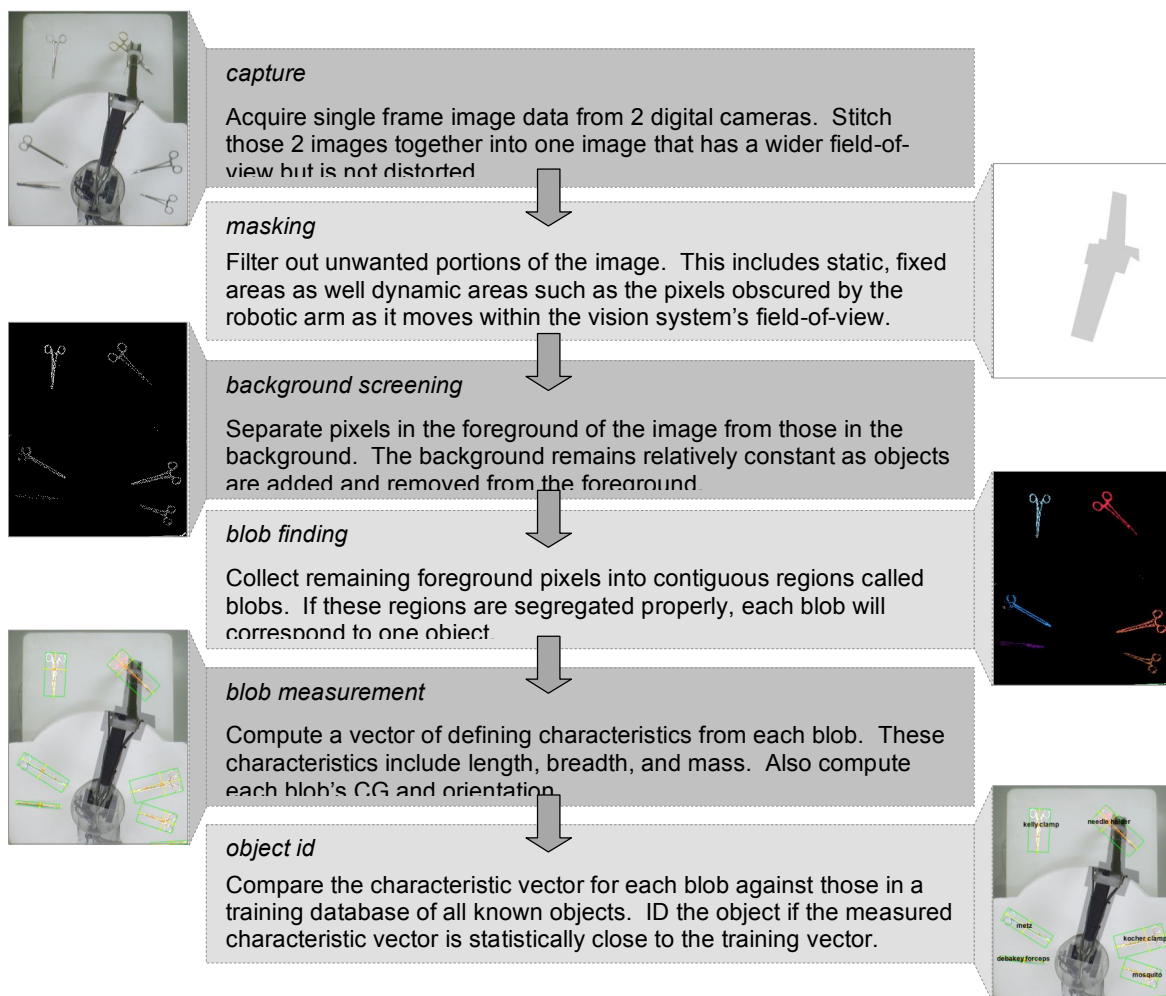 capture
Acquire single frame image data from 2 digital cameras.  Stitch
those 2 images together into one image that has a wider field-of-
view but is not distorted
masking
Filter out unwanted portions of the image.  This includes static, fixed
areas as well dynamic areas such as the pixels obscured by the
robotic arm as it moves within the vision system’s field-of-view.
background screening
Separate pixels in the foreground of the image from those in the
background.  The background remains relatively constant as objects
are added and removed from the foreground.
blob finding
Collect remaining foreground pixels into contiguous regions called
blobs.  If these regions are segregated properly, each blob will
correspond to one object.
blob measurement
Compute a vector of defining characteristics from each blob.  These
characteristics include length, breadth, and mass.  Also compute
each blob’s CG and orientation
object id
Compare the characteristic vector for each blob against those in a
training database of all known objects.  ID the object if the measured
characteristic vector is statistically close to the training vector.
kelly clamp
needle holder
metz
kocher clamp
debakey forceps
mosquito